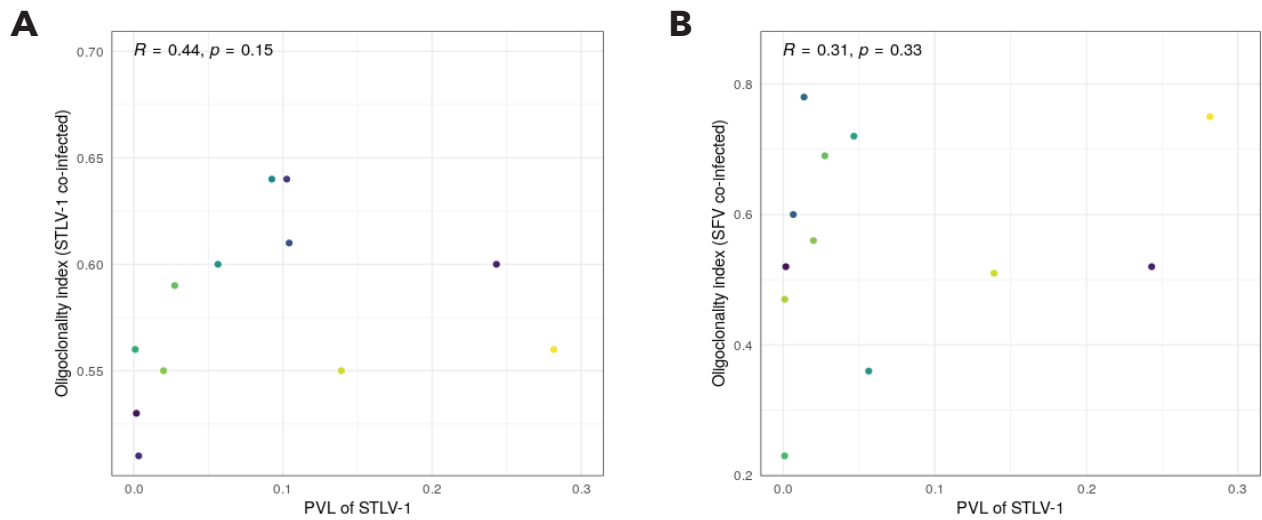 A
R = 0.44, p = 0.15
0.70
0.65
0.60
0.55
Oligoclonality index (STLV-1 co-infected)
0.0 0.1 0.2 0.3
PVL of STLV-1
B
R = 0.31, p = 0.33
0.8
0.6
0.4
0.2
Oligoclonality index (SFV co-infected)
0.0 0.1 0.2 0.3
PVL of STLV-1